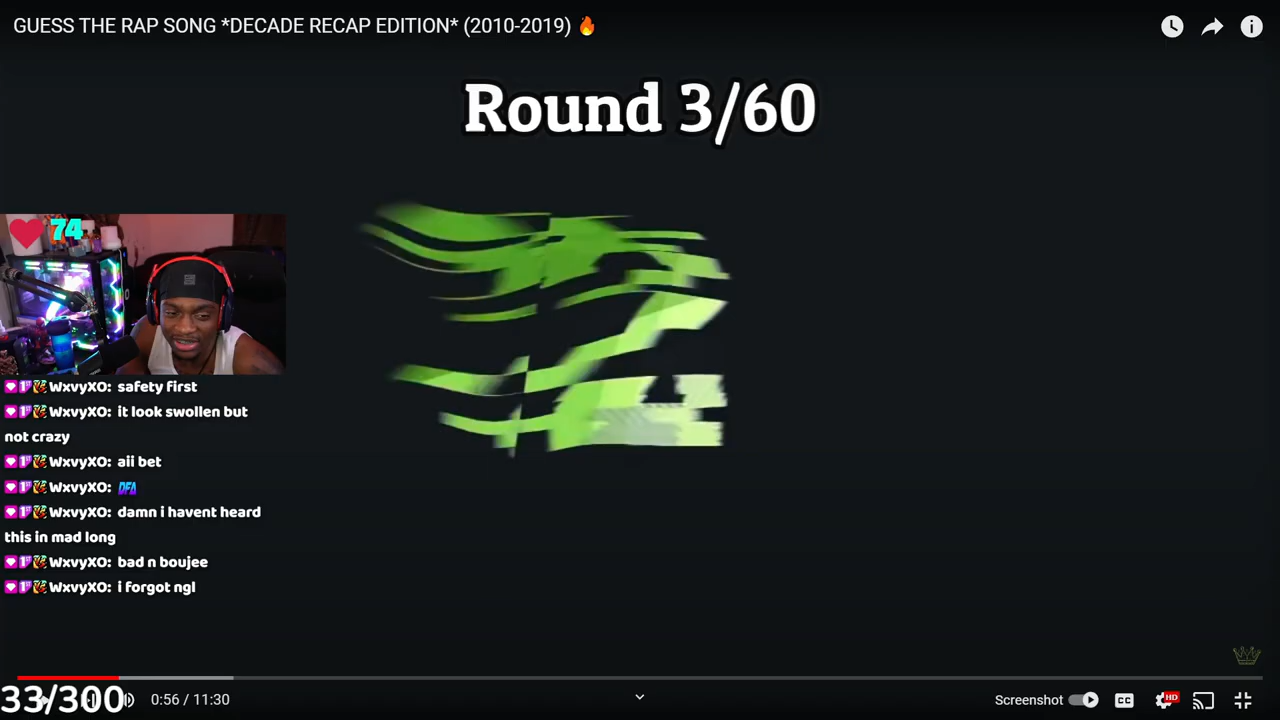 GUESS THE RAP SONG *DECADE RECAP EDITION* (2010-2019) 🔥
Round 3/60
74
WxvyXO: safety first
WxvyXO: it look swollen but
not crazy
WxvyXO: aii bet
WxvyXO: DFA
WxvyXO: damn i havent heard
this in mad long
WxvyXO: bad n boujee
WxvyXO: i forgot ngl
33/300
0:56 / 11:30
Screenshot
CC
HD